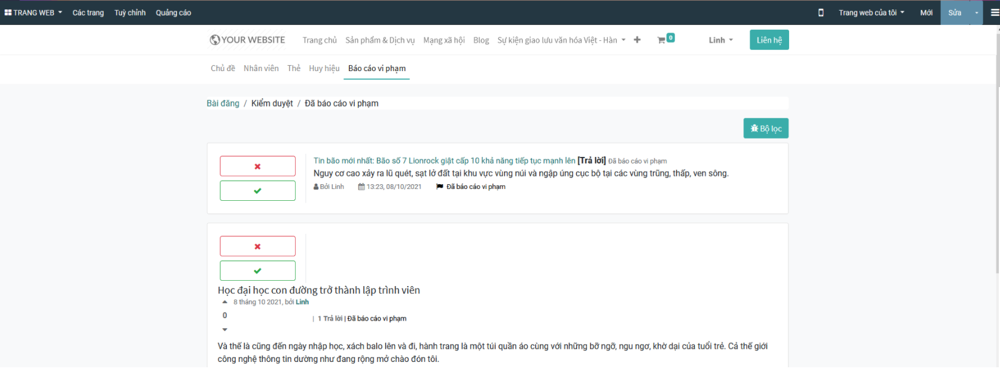 TRANG WEB Các trang Tuỳ chỉnh Quảng cáo Trang web của tôi Mới Sửa
YOUR WEBSITE Trang chủ Sản phẩm & Dịch vụ Mạng xã hội Blog Sự kiện giao lưu văn hóa Việt - Hàn 0 Linh Liên hệ
Chủ đề Nhân viên Thẻ Huy hiệu Báo cáo vi phạm
Bài đăng / Kiểm duyệt / Đã báo cáo vi phạm
Bộ lọc
Tin bão mới nhất: Bão số 7 Lionrock giật cấp 10 khả năng tiếp tục mạnh lên [Trả lời] Đã báo cáo vi phạm
Nguy cơ cao xảy ra lũ quét, sạt lở đất tại khu vực vùng núi và ngập úng cục bộ tại các vùng trũng, thấp, ven sông.
Bởi Linh 13:23, 08/10/2021 Đã báo cáo vi phạm
Học đại học con đường trở thành lập trình viên
8 tháng 10 2021, bởi Linh
0
| 1 Trả lời | Đã báo cáo vi phạm
Và thế là cũng đến ngày nhập học, xách balo lên và đi, hành trang là một túi quần áo cùng với những bỡ ngỡ, ngu ngơ, khờ dại của tuổi trẻ. Cả thế giới
công nghệ thông tin dường như đang rộng mở chào đón tôi.